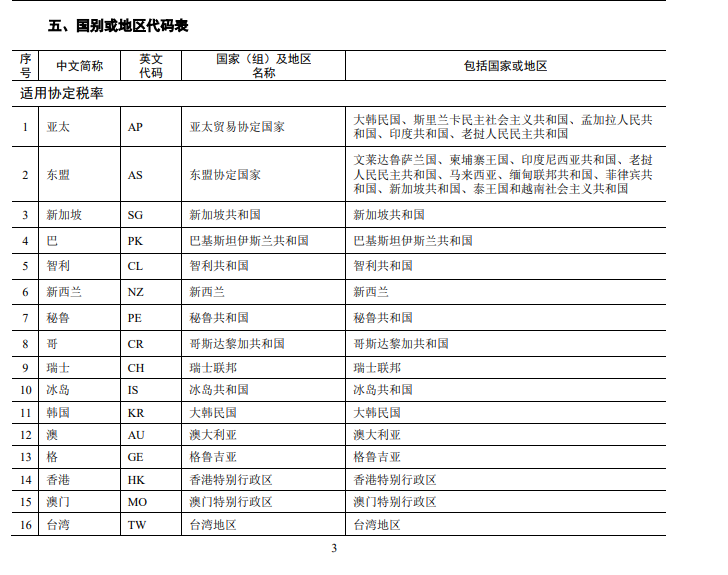 五、国别或地区代码表
序号 中文简称 英文代码 国家（组）及地区名称 包括国家或地区
适用协定税率
1 亚太 AP 亚太贸易协定国家 大韩民国、斯里兰卡民主社会主义共和国、孟加拉人民共和国、印度共和国、老挝人民民主共和国
2 东盟 AS 东盟协定国家 文莱达鲁萨兰国、柬埔寨王国、印度尼西亚共和国、老挝人民民主共和国、马来西亚、缅甸联邦共和国、菲律宾共和国、新加坡共和国、泰王国和越南社会主义共和国
3 新加坡 SG 新加坡共和国 新加坡共和国
4 巴 PK 巴基斯坦伊斯兰共和国 巴基斯坦伊斯兰共和国
5 智利 CL 智利共和国 智利共和国
6 新西兰 NZ 新西兰 新西兰
7 秘鲁 PE 秘鲁共和国 秘鲁共和国
8 哥 CR 哥斯达黎加共和国 哥斯达黎加共和国
9 瑞士 CH 瑞士联邦 瑞士联邦
10 冰岛 IS 冰岛共和国 冰岛共和国
11 韩国 KR 大韩民国 大韩民国
12 澳 AU 澳大利亚 澳大利亚
13 格 GE 格鲁吉亚 格鲁吉亚
14 香港 HK 香港特别行政区 香港特别行政区
15 澳门 MO 澳门特别行政区 澳门特别行政区
16 台湾 TW 台湾地区 台湾地区
3